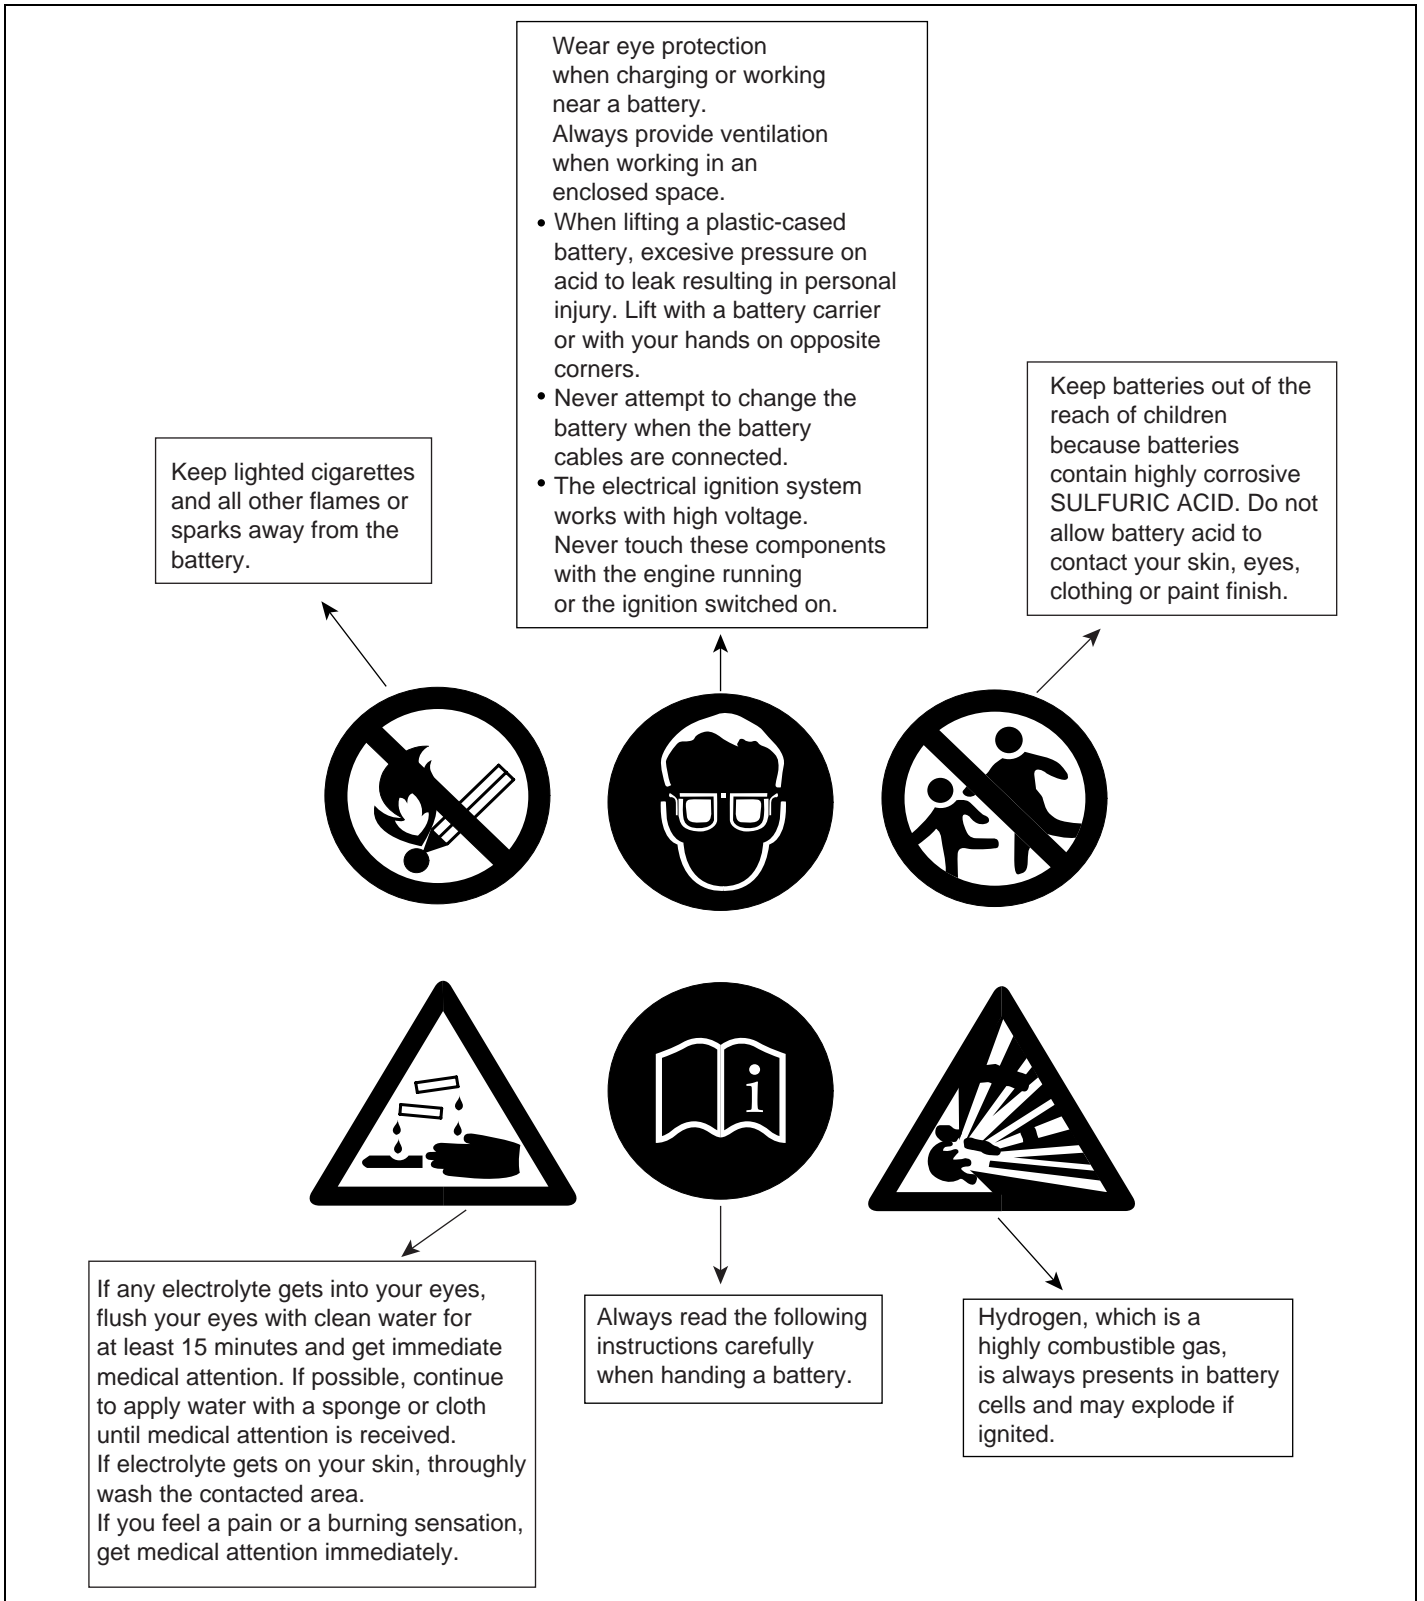 Wear eye protection
when charging or working
near a battery.
Always provide ventilation
when working in an
enclosed space.
• When lifting a plastic-cased
battery, excesive pressure on
acid to leak resulting in personal
injury. Lift with a battery carrier
or with your hands on opposite
corners.
• Never attempt to change the
battery when the battery
cables are connected.
• The electrical ignition system
works with high voltage.
Never touch these components
with the engine running
or the ignition switched on.
Keep lighted cigarettes
and all other flames or
sparks away from the
battery.
Keep batteries out of the
reach of children
because batteries
contain highly corrosive
SULFURIC ACID. Do not
allow battery acid to
contact your skin, eyes,
clothing or paint finish.
i
If any electrolyte gets into your eyes,
flush your eyes with clean water for
at least 15 minutes and get immediate
medical attention. If possible, continue
to apply water with a sponge or cloth
until medical attention is received.
If electrolyte gets on your skin, throughly
wash the contacted area.
If you feel a pain or a burning sensation,
get medical attention immediately.
Always read the following
instructions carefully
when handing a battery.
Hydrogen, which is a
highly combustible gas,
is always presents in battery
cells and may explode if
ignited.